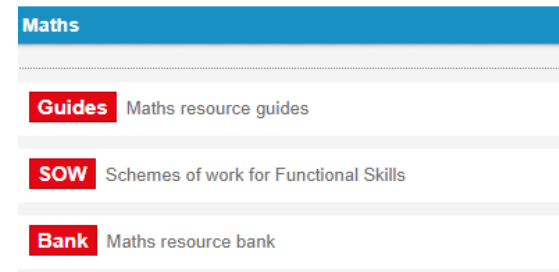 Maths
Guides Maths resource guides
SOW Schemes of work for Functional Skills
Bank Maths resource bank